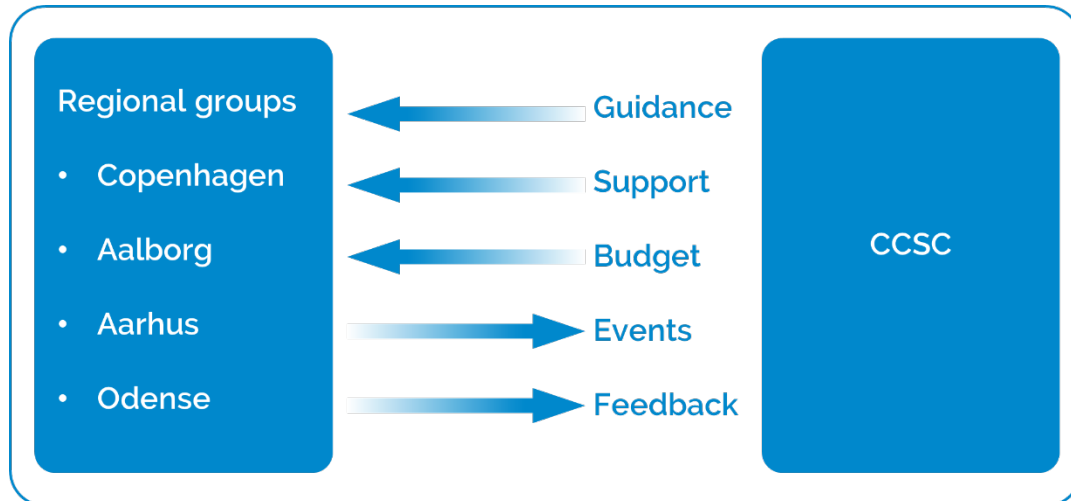 Regional groups
• Copenhagen
• Aalborg
• Aarhus
• Odense
Guidance
Support
Budget
Events
Feedback
CCSC